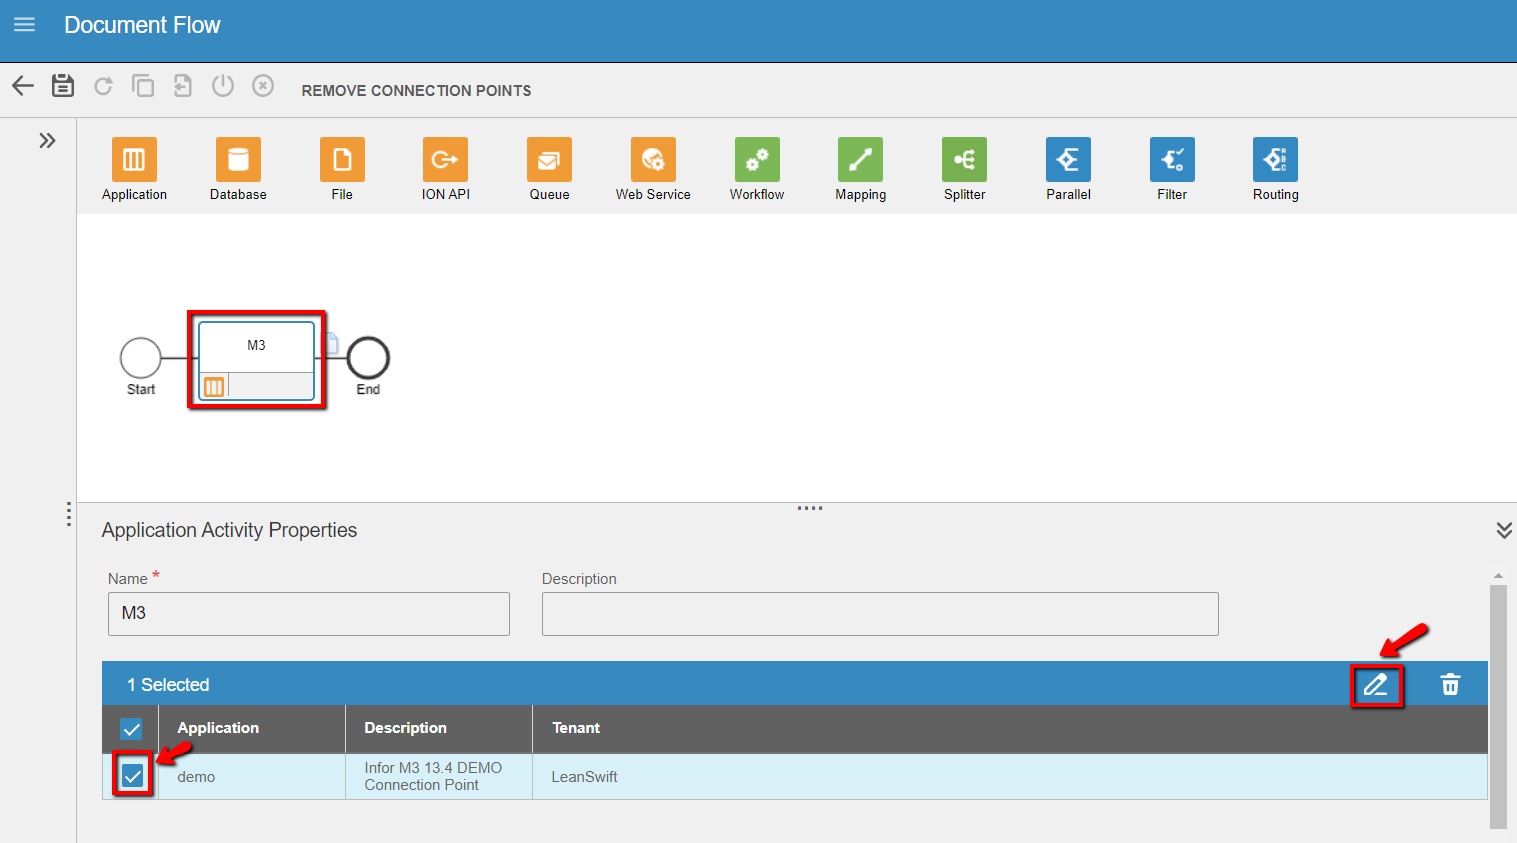 Document Flow
REMOVE CONNECTION POINTS
Application
Database
File
ION API
Queue
Web Service
Workflow
Mapping
Splitter
Parallel
Filter
Routing
M3
Start
End
Application Activity Properties
Name *
Description
M3
1 Selected
Application
Description
Tenant
demo
Infor M3 13.4 DEMO
Connection Point
LeanSwift